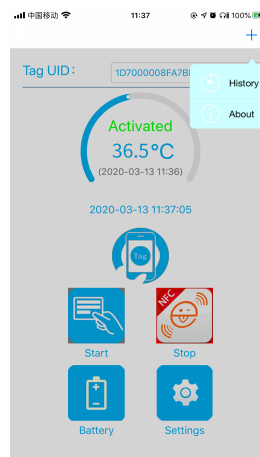 中国移动 11:37 100%
+
Tag UID: 1D7000008FA7B
History
About
Activated
36.5℃
(2020-03-13 11:36)
2020-03-13 11:37:05
Tag
NFC
Start Stop
Battery Settings